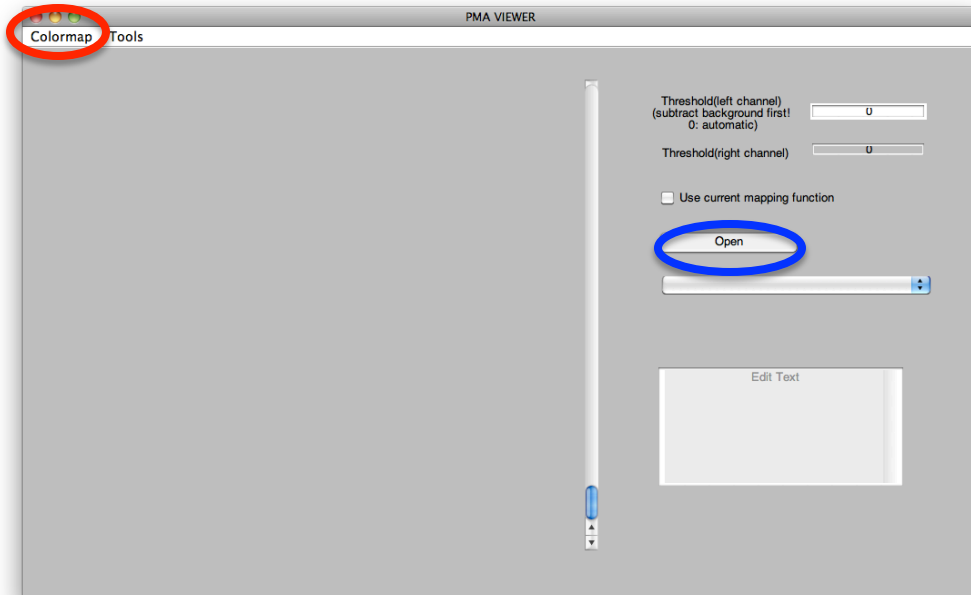 PMA VIEWER
Colormap Tools
Threshold(left channel)
(subtract background first!
0: automatic)
0
Threshold(right channel)
0
Use current mapping function
Open
Edit Text